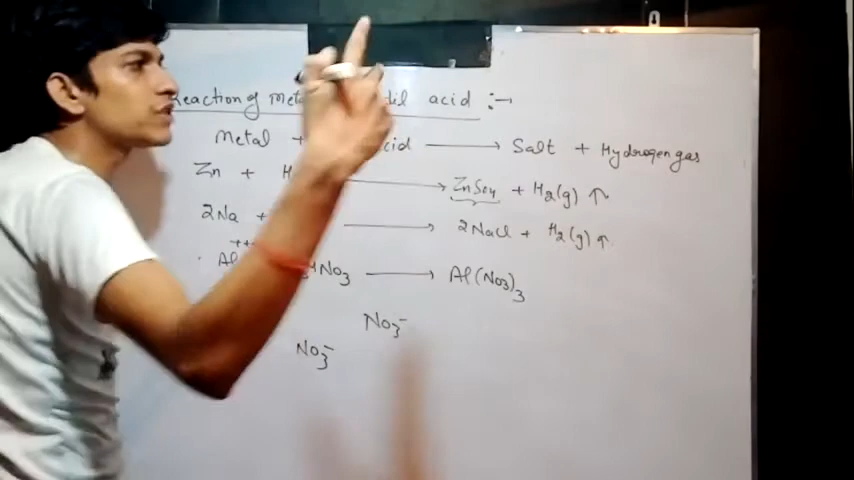 Reaction of Met dil acid :-
Metal + cid → Salt + Hydrogen gas
Zn + H → ZnSO4 + H2(g) ↑
2Na + → 2NaCl + H2(g) ↑
Al HNO3 → Al(NO3)3
NO3-
NO3-